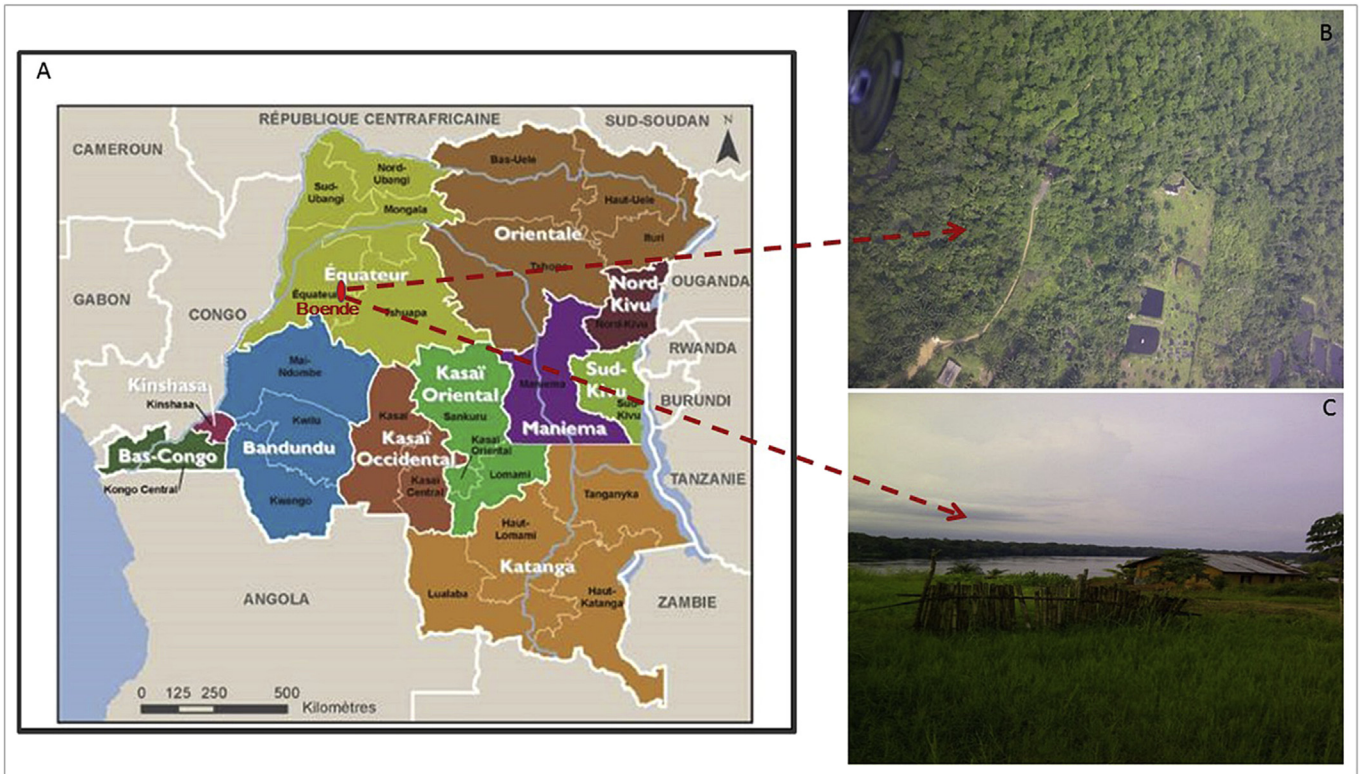 A
B
C
N
RÉPUBLIQUE CENTRAFRICAINE
SUD-SOUDAN
CAMEROUN
Bas-Uele
Nord-
Ubangi
Sud-
Ubangi
Haut-Uele
Mongala
Orientale
Ituri
Tshopo
Équateur
Équateur
Boende
Tshuapa
Nord
Kivu
Nord-Kivu
OUGANDA
GABON
CONGO
RWANDA
Mai-
Ndombe
Kasaï
Oriental
Sankuru
Maniema
Sud-
Kivu
Sud-
Kivu
BURUNDI
Kinshasa
Kinshasa
Kwilu
Kasaï
Kasaï
Occidental
Kasaï
Oriental
Maniema
Bas-Congo
Bandundu
Kongo Central
Kasaï
Central
Lomami
TANZANIE
Kwango
Tanganyka
Haut-
Lomami
Katanga
Lualaba
Haut-
Katanga
ANGOLA
ZAMBIE
0 125 250 500
Kilomètres